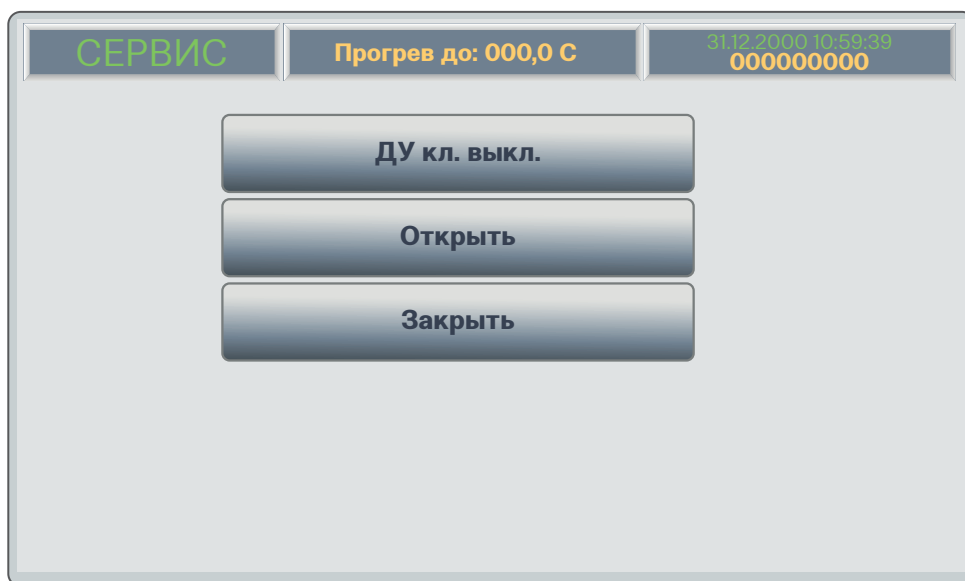 СЕРВИС
Прогрев до: 000,0 С
31.12.2000 10:59:39
000000000
ДУ кл. выкл.
Открыть
Закрыть